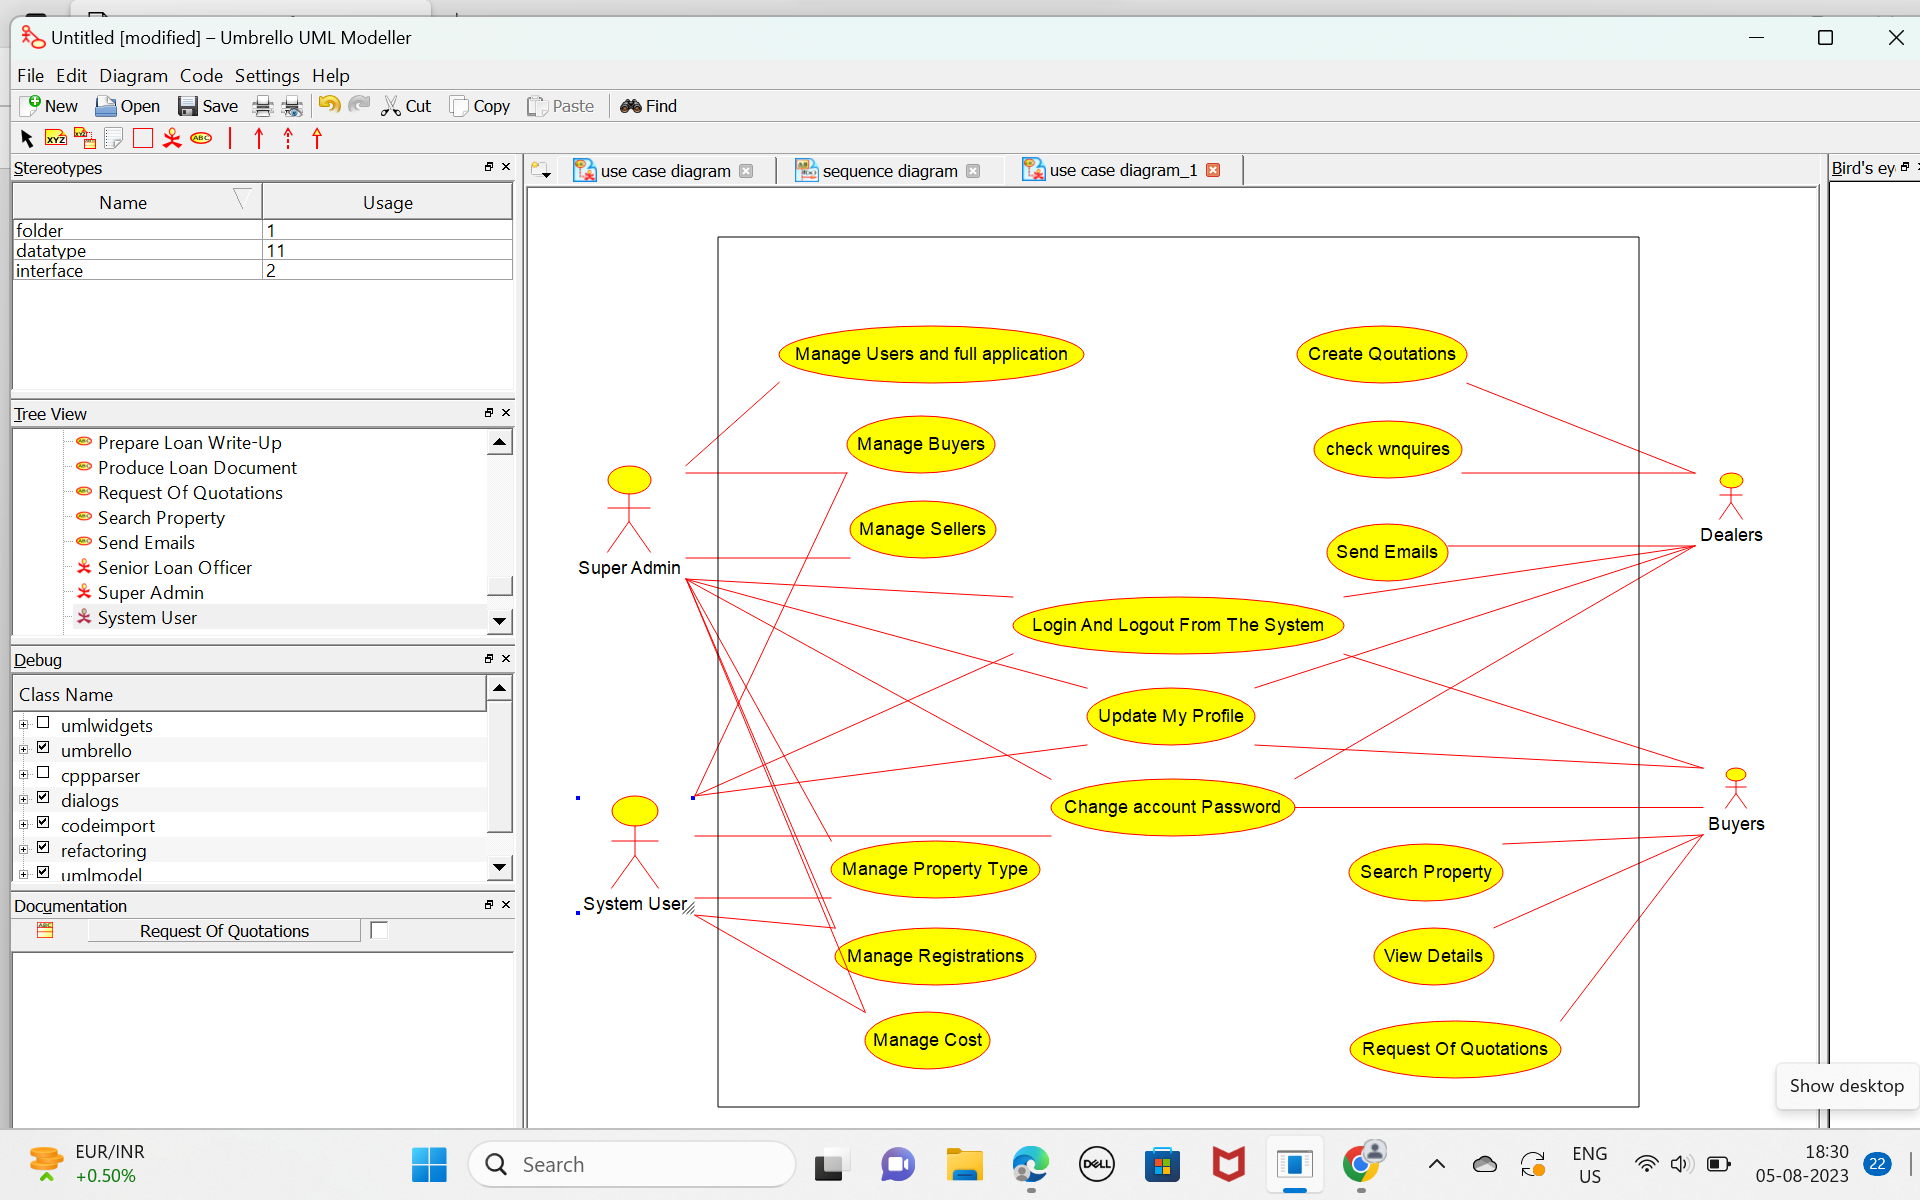 Untitled [modified] – Umbrello UML Modeller
File Edit Diagram Code Settings Help
New Open Save Cut Copy Paste Find
XYZ ABC
Stereotypes
Name Usage
folder 1
datatype 11
interface 2
Tree View
Prepare Loan Write-Up
Produce Loan Document
Request Of Quotations
Search Property
Send Emails
Senior Loan Officer
Super Admin
System User
Debug
Class Name
umlwidgets
umbrello
cppparser
dialogs
codeimport
refactoring
umlmodel
Documentation
Request Of Quotations
use case diagram sequence diagram use case diagram_1
Bird's ey
Manage Users and full application
Create Qoutations
Manage Buyers
check wnquires
Manage Sellers
Dealers
Send Emails
Super Admin
Login And Logout From The System
Update My Profile
Change account Password
Buyers
Manage Property Type
Search Property
System User
Manage Registrations
View Details
Manage Cost
Request Of Quotations
Show desktop
EUR/INR
+0.50%
Search
DELL
ENG
US
18:30
05-08-2023
22